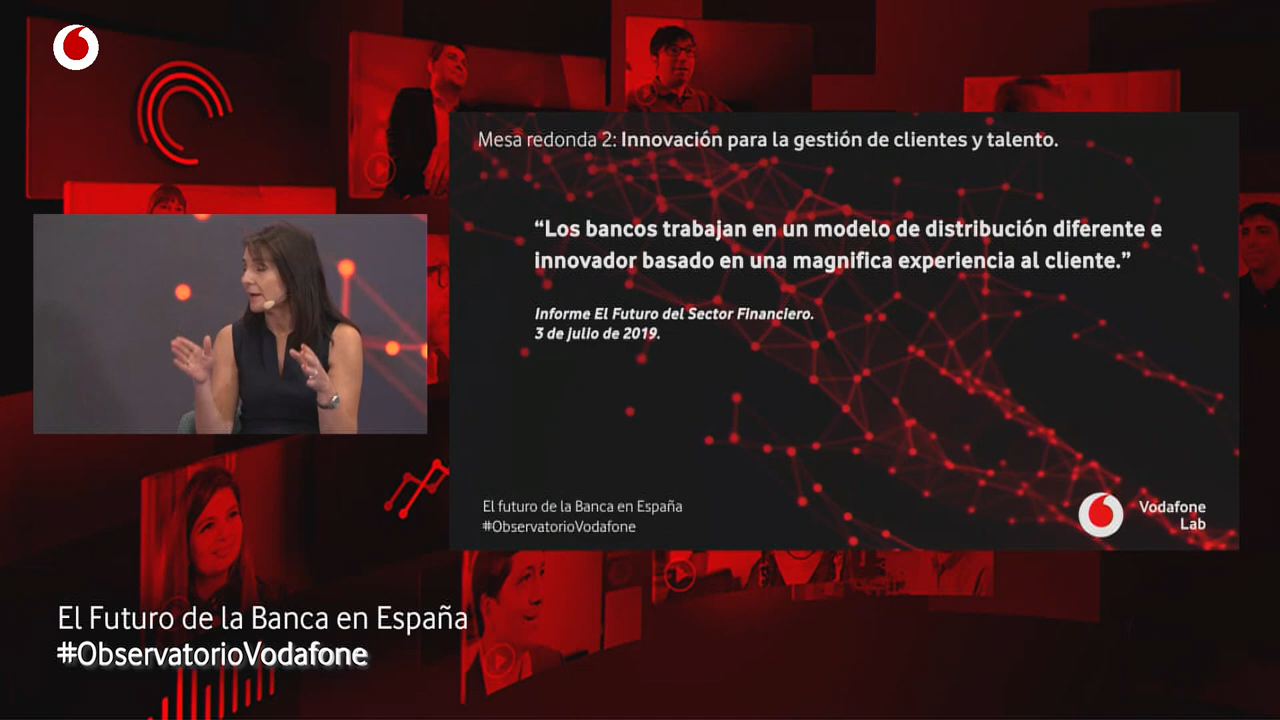 Mesa redonda 2: Innovación para la gestión de clientes y talento.
“Los bancos trabajan en un modelo de distribución diferente e
innovador basado en una magnifica experiencia al cliente.”
Informe El Futuro del Sector Financiero.
3 de julio de 2019.
El futuro de la Banca en España
#ObservatorioVodafone
Vodafone
Lab
El Futuro de la Banca en España
#ObservatorioVodafone